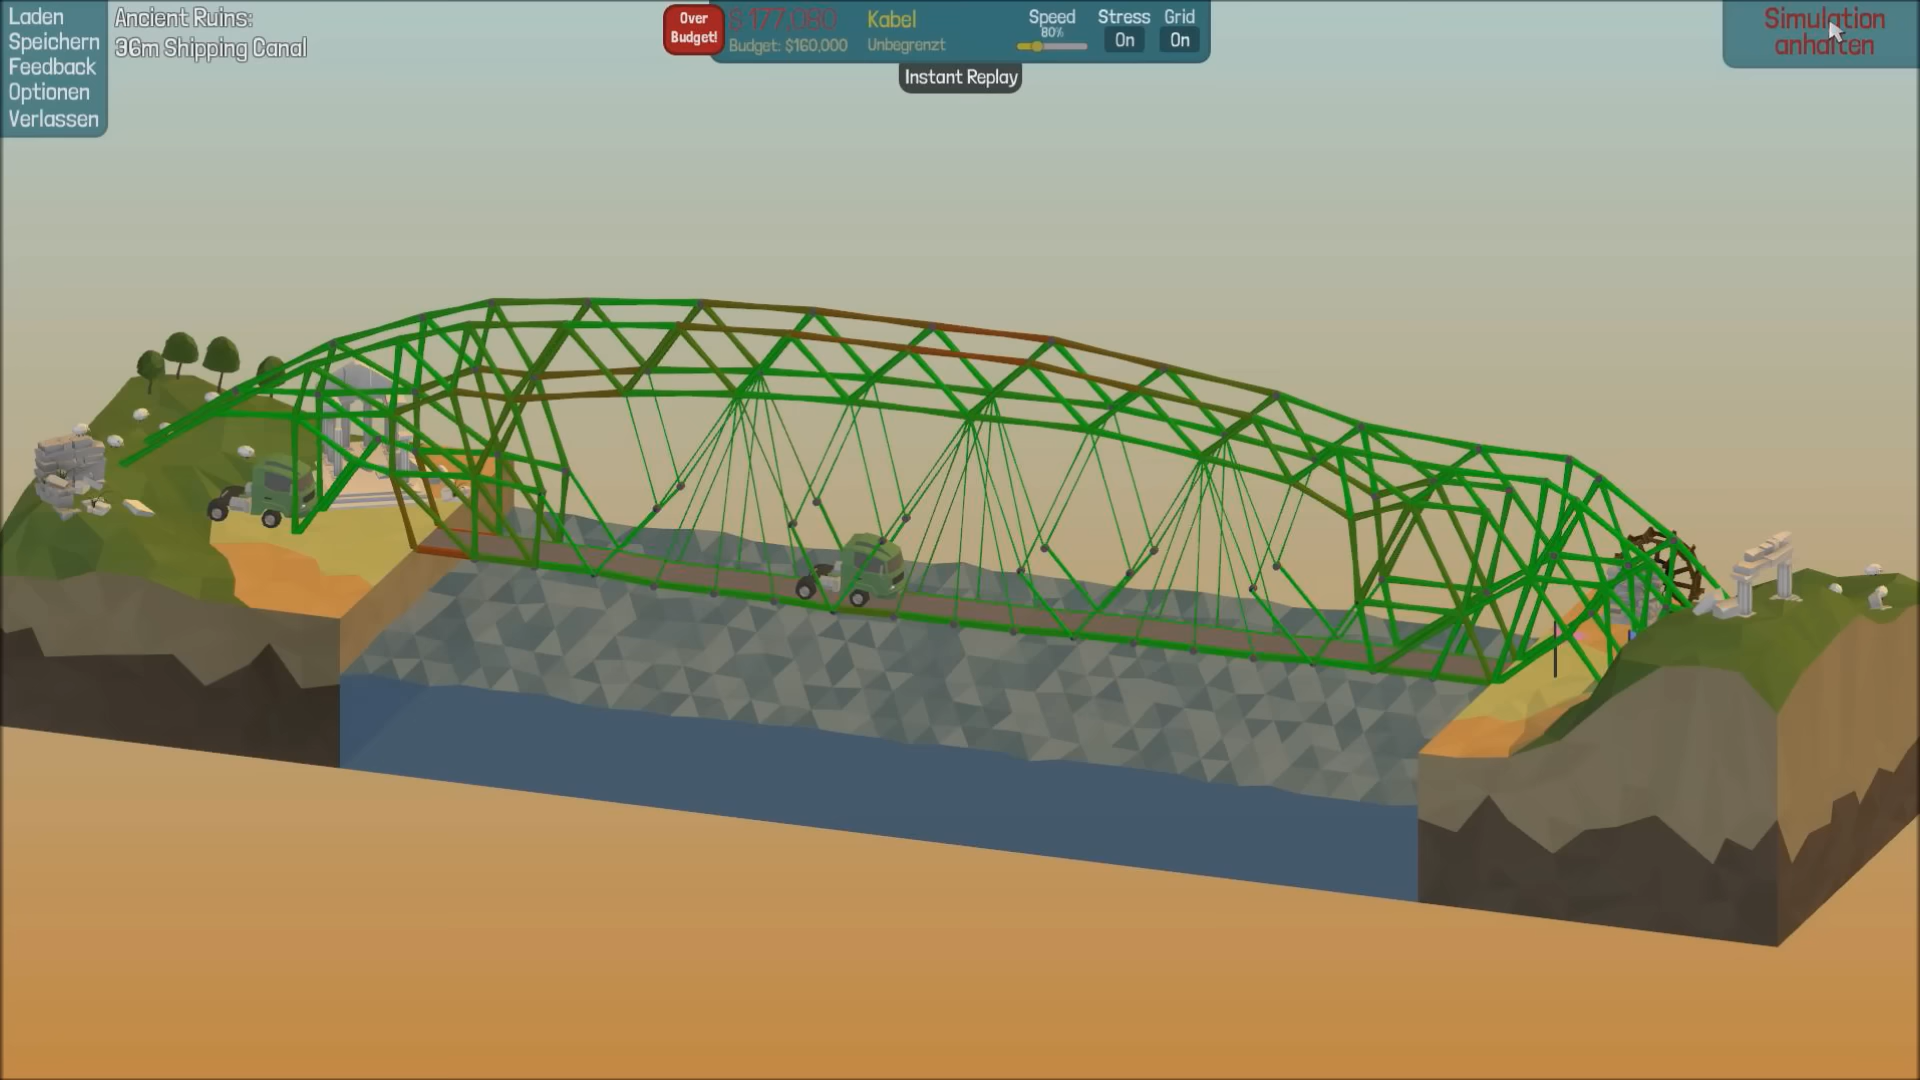 Laden
Speichern
Feedback
Optionen
Verlassen
Ancient Ruins:
36m Shipping Canal
Over
Budget!
$ 177,080
Budget: $160,000
Kabel
Unbegrenzt
Speed
80%
Stress
On
Grid
On
Instant Replay
Simulation
anhalten